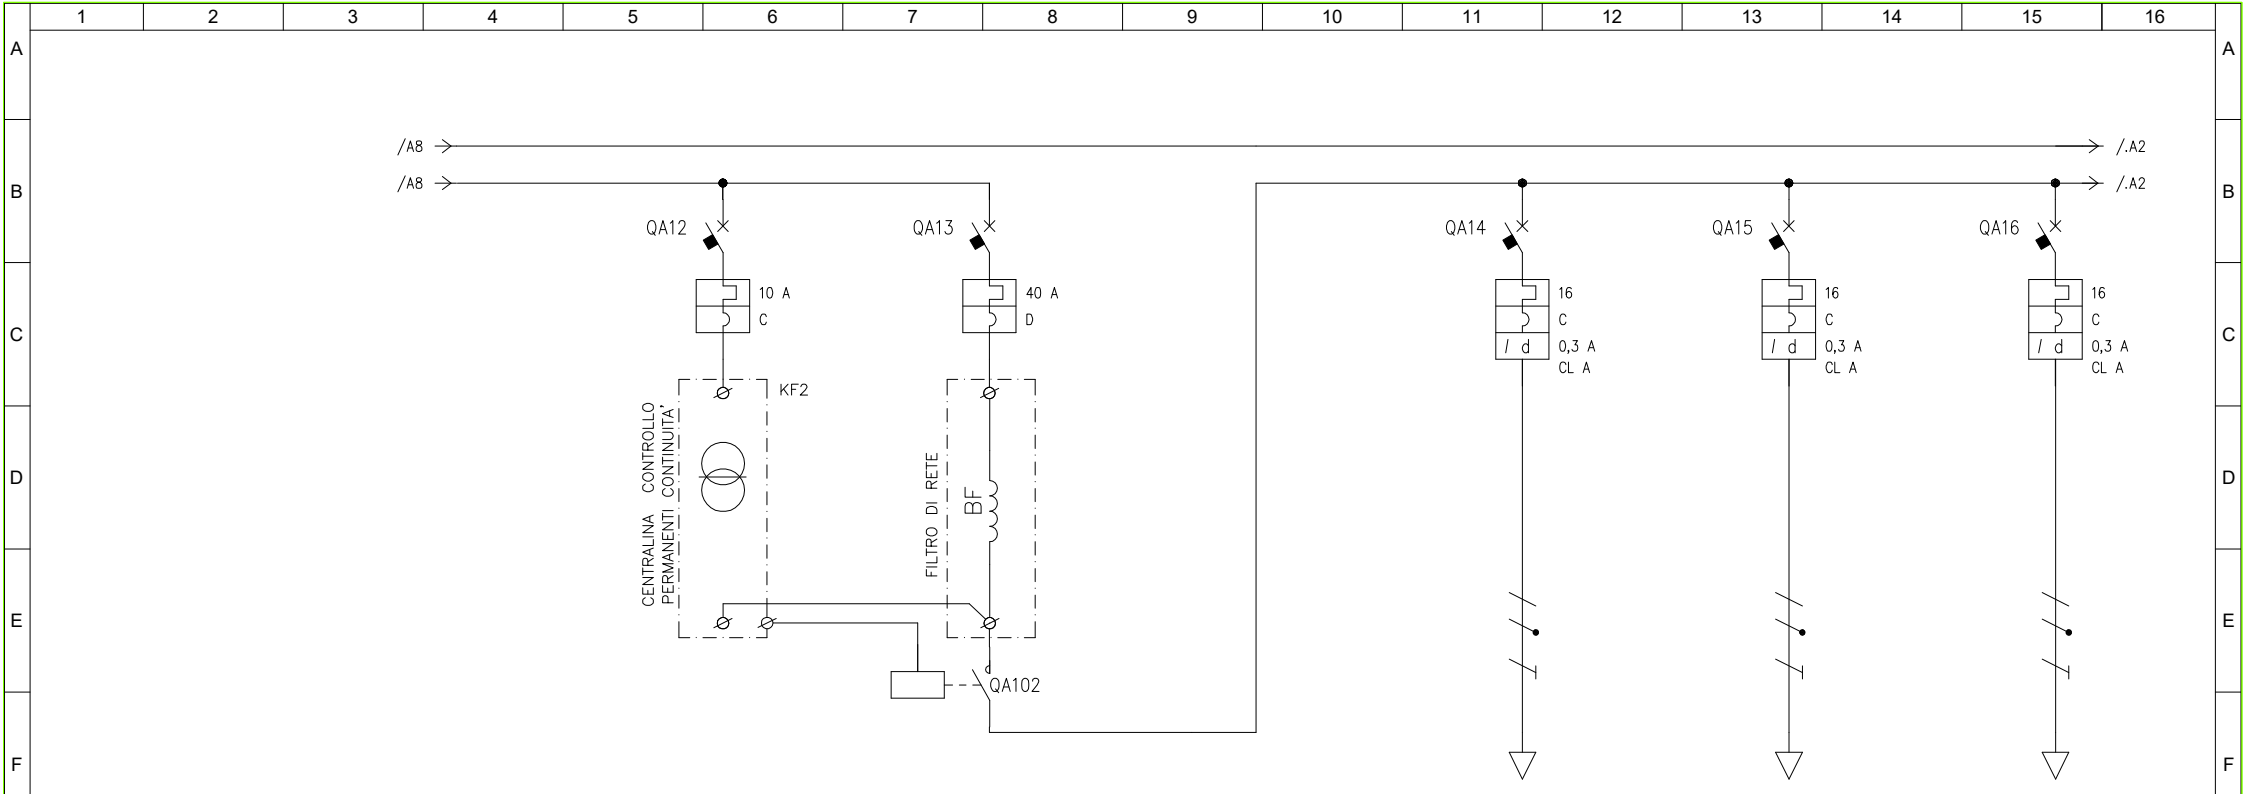 1 2 3 4 5 6 7 8 9 10 11 12 13 14 15 16
A A
/A8 /.A2
/A8 /.A2
B B
QA12 QA13 QA14 QA15 QA16
10 A 40 A 16 16 16
C D C C C
C C
/ d 0,3 A / d 0,3 A / d 0,3 A
CL A CL A CL A
KF2
CENTRALINA CONTROLLO
PERMANENTI CONTINUITA'
FILTRO DI RETE
BF
D D
E E
QA102
F F